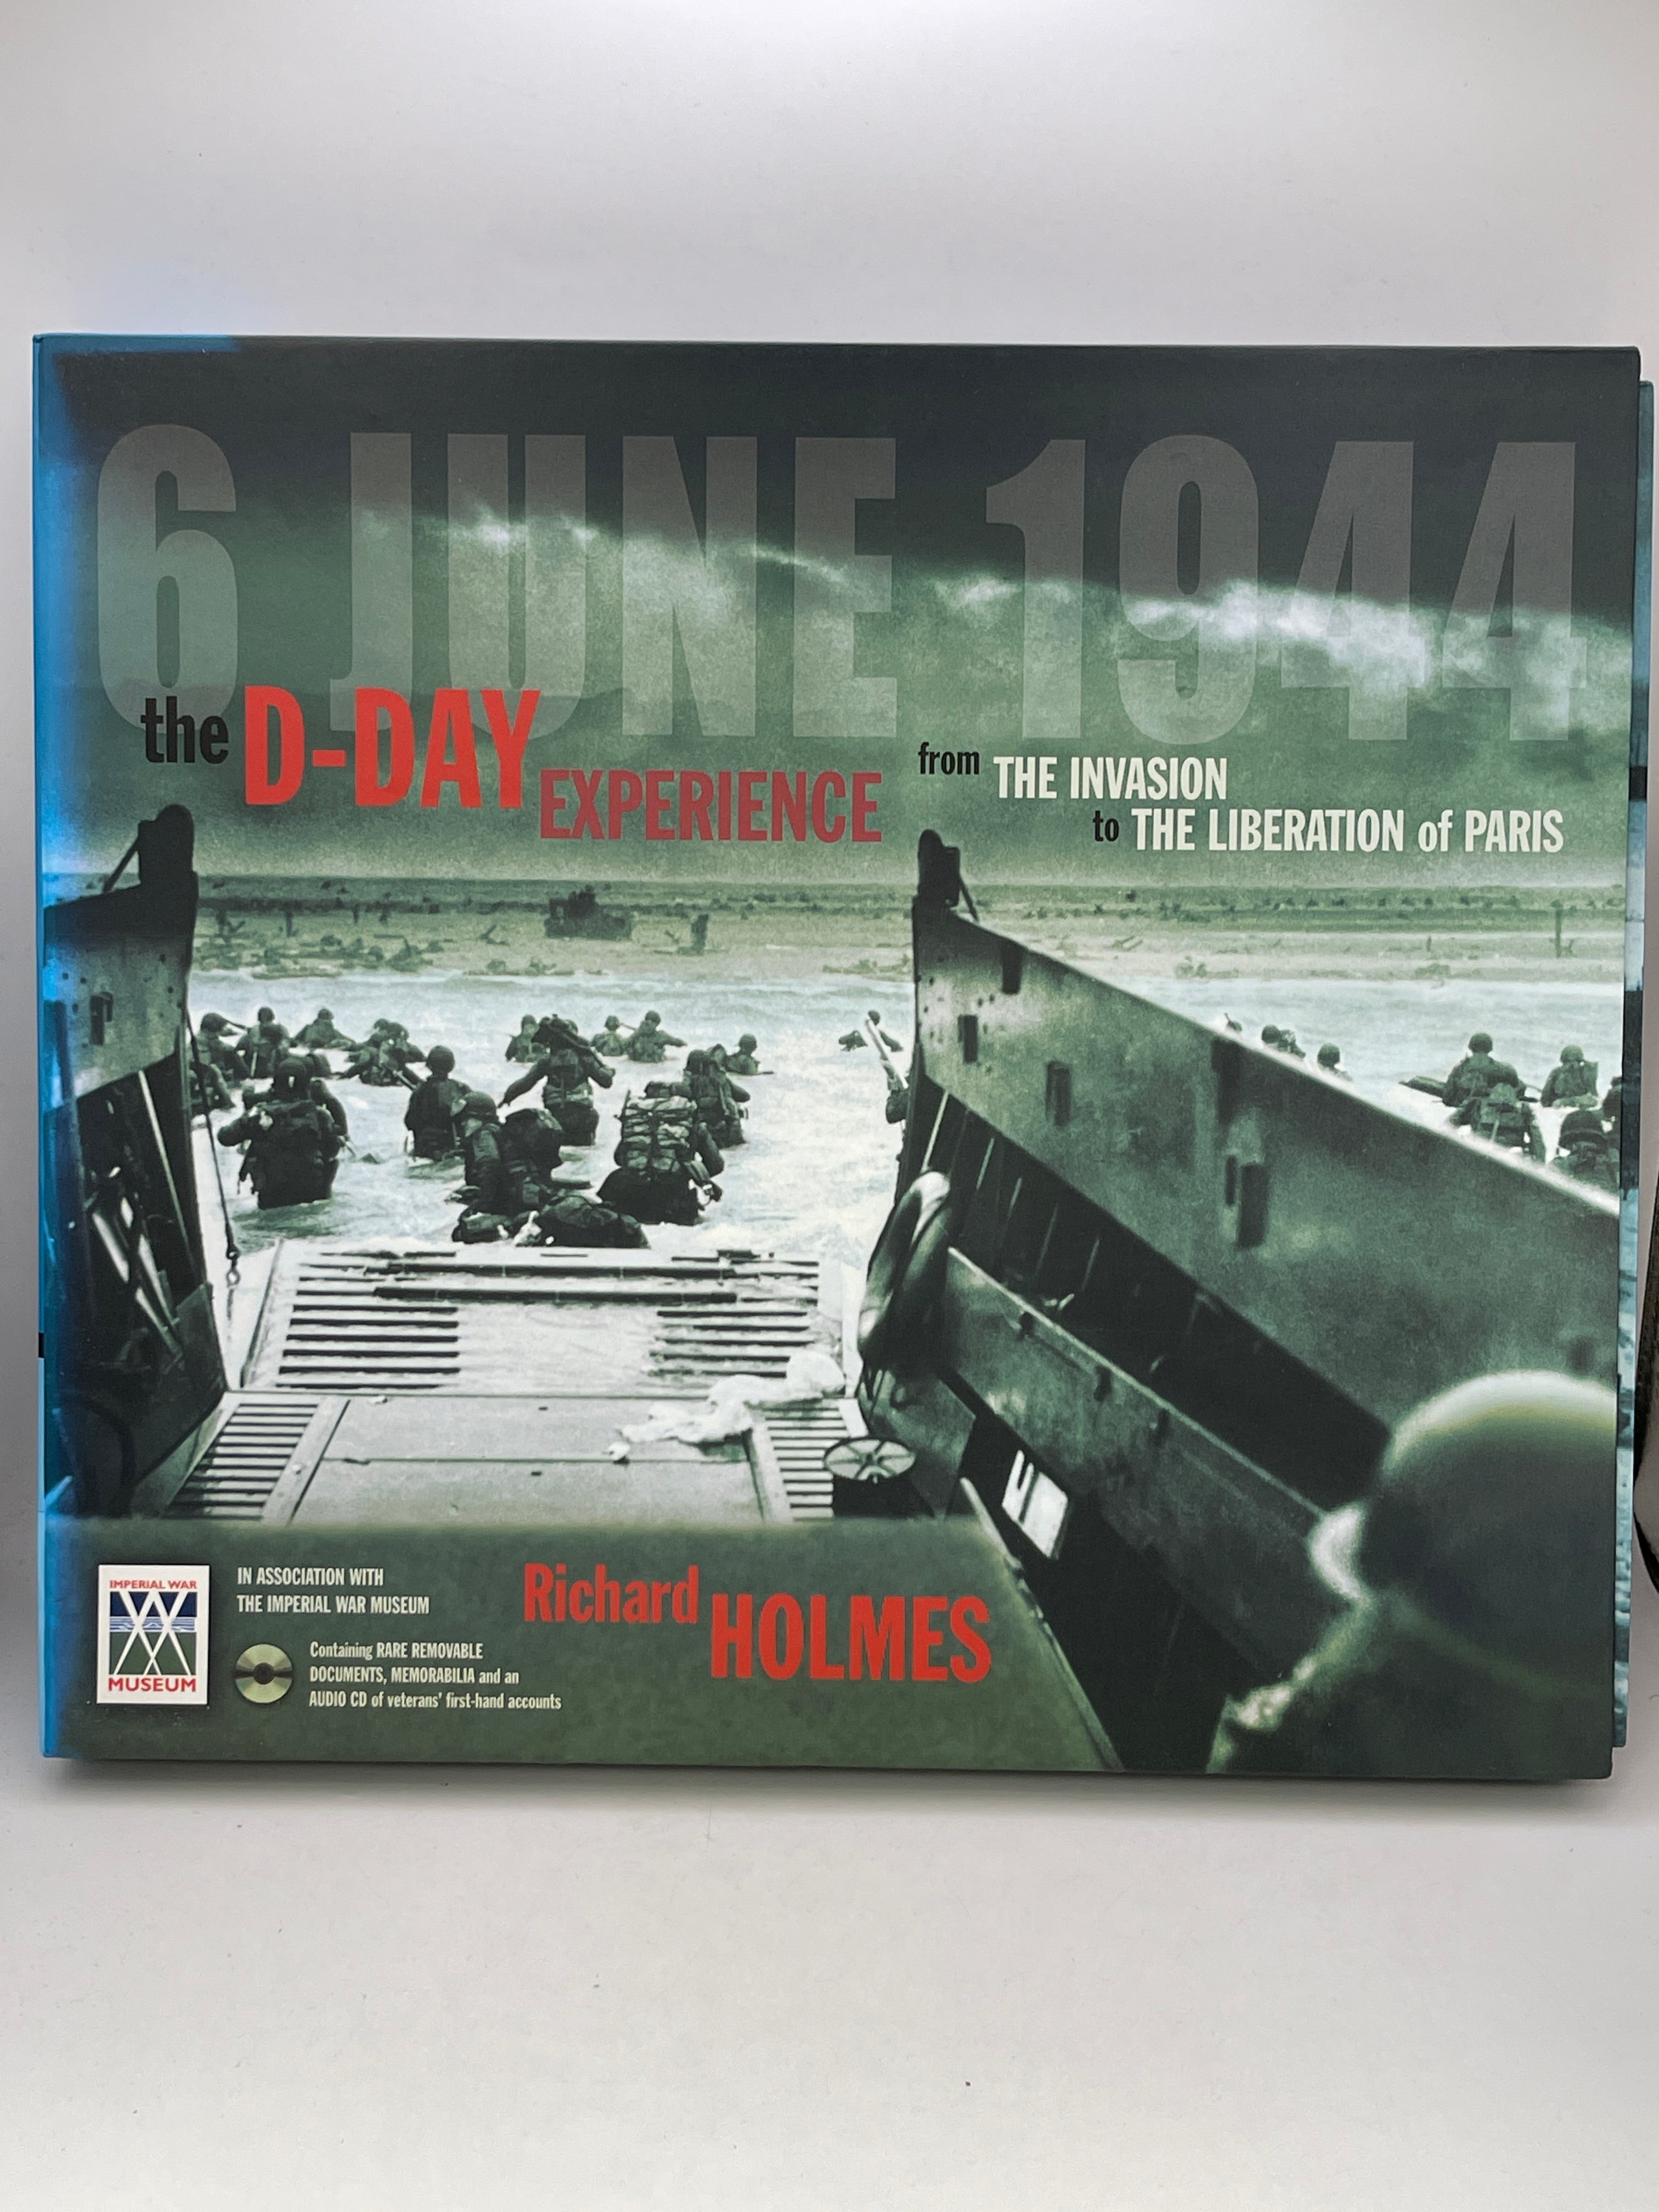 6 JUNE 1944
the D-DAY EXPERIENCE
from THE INVASION
to THE LIBERATION of PARIS
IMPERIAL WAR
MUSEUM
IN ASSOCIATION WITH
THE IMPERIAL WAR MUSEUM
Containing RARE REMOVABLE
DOCUMENTS, MEMORABILIA and an
AUDIO CD of veterans' first-hand accounts
Richard HOLMES